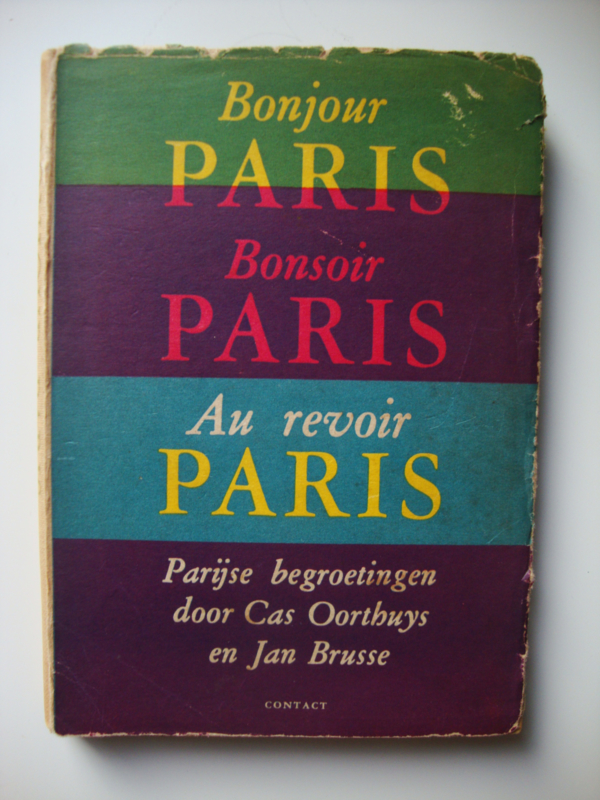 Bonjour
PARIS
Bonsoir
PARIS
Au revoir
PARIS
Parijse begroetingen
door Cas Oorthuys
en Jan Brusse
CONTACT